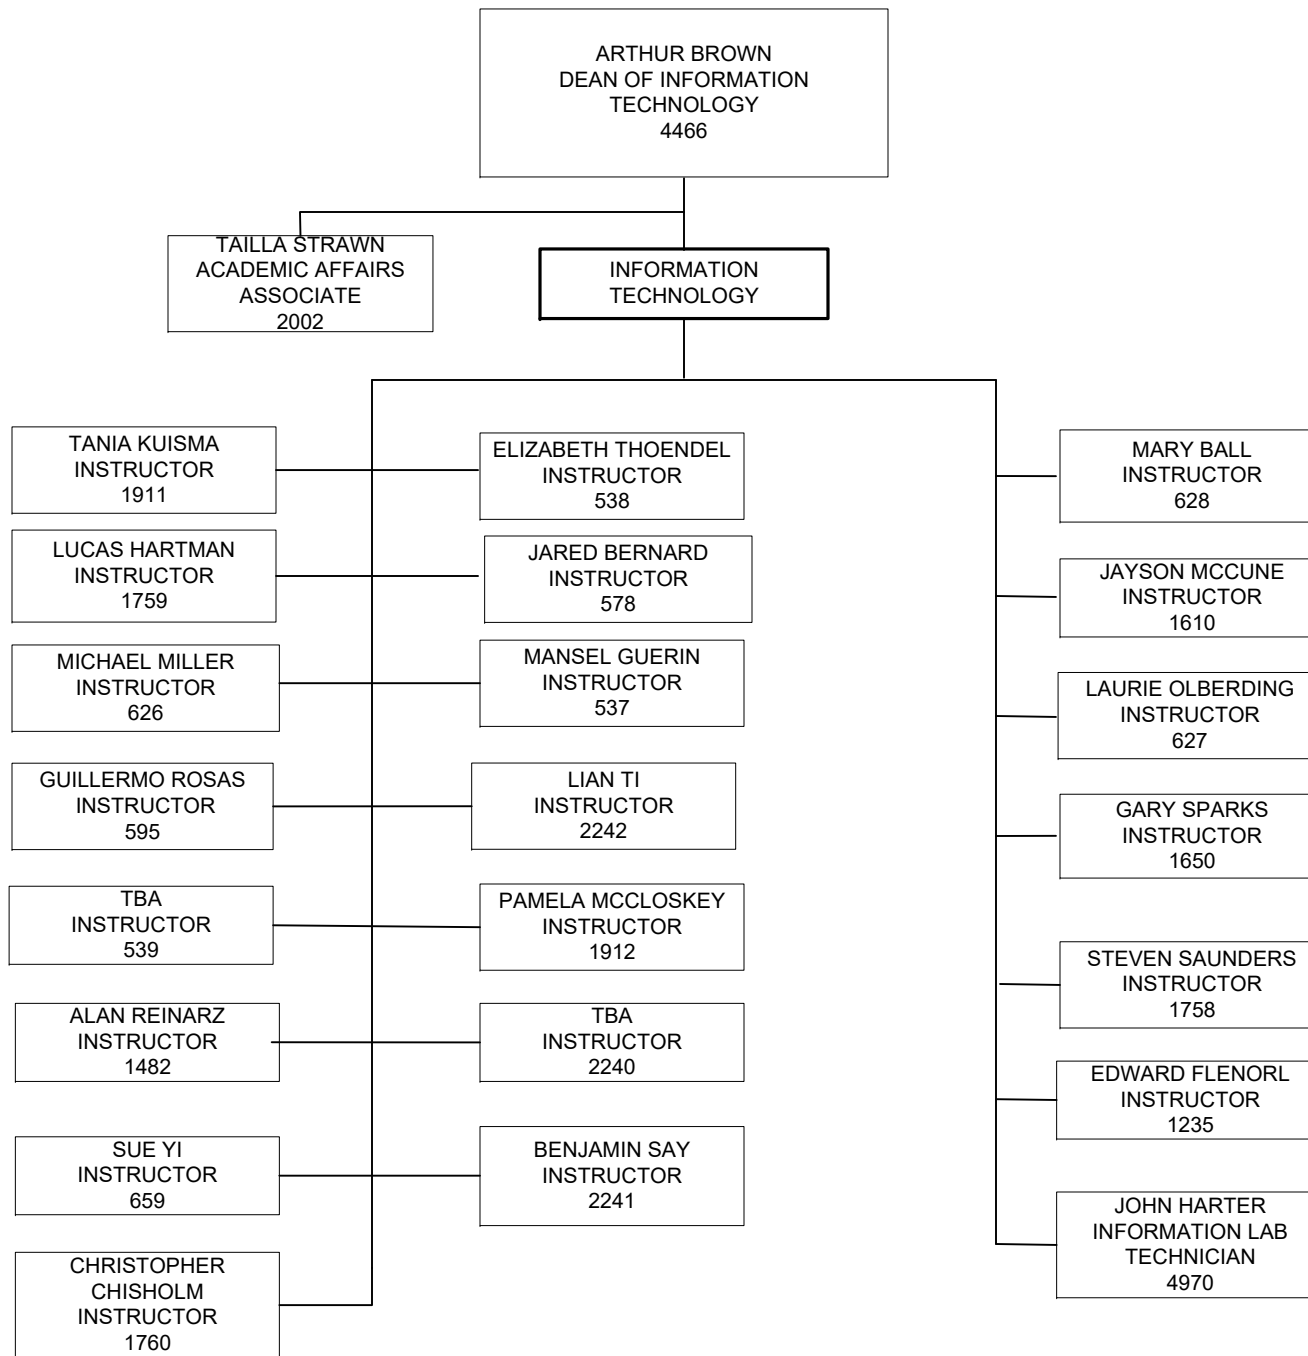 ARTHUR BROWN
DEAN OF INFORMATION
TECHNOLOGY
4466
TAILLA STRAWN
ACADEMIC AFFAIRS
ASSOCIATE
2002
INFORMATION
TECHNOLOGY
TANIA KUISMA
INSTRUCTOR
1911
ELIZABETH THOENDEL
INSTRUCTOR
538
MARY BALL
INSTRUCTOR
628
LUCAS HARTMAN
INSTRUCTOR
1759
JARED BERNARD
INSTRUCTOR
578
JAYSON MCCUNE
INSTRUCTOR
1610
MICHAEL MILLER
INSTRUCTOR
626
MANSEL GUERIN
INSTRUCTOR
537
LAURIE OLBERDING
INSTRUCTOR
627
GUILLERMO ROSAS
INSTRUCTOR
595
LIAN TI
INSTRUCTOR
2242
GARY SPARKS
INSTRUCTOR
1650
TBA
INSTRUCTOR
539
PAMELA MCCLOSKEY
INSTRUCTOR
1912
STEVEN SAUNDERS
INSTRUCTOR
1758
ALAN REINARZ
INSTRUCTOR
1482
TBA
INSTRUCTOR
2240
EDWARD FLENORL
INSTRUCTOR
1235
SUE YI
INSTRUCTOR
659
BENJAMIN SAY
INSTRUCTOR
2241
JOHN HARTER
INFORMATION LAB
TECHNICIAN
4970
CHRISTOPHER
CHISHOLM
INSTRUCTOR
1760